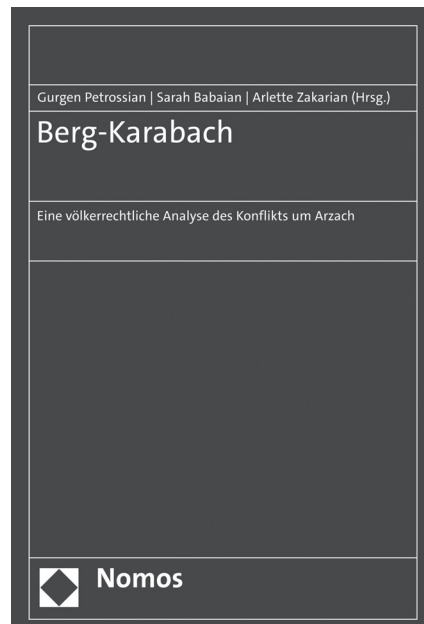 Gurgen Petrossian | Sarah Babaian | Arlette Zakarian (Hrsg.)
Berg-Karabach
Eine völkerrechtliche Analyse des Konflikts um Arzach
Nomos